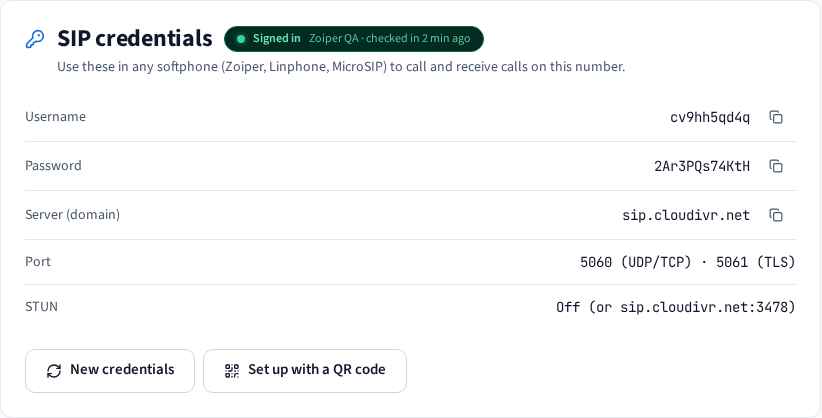 SIP credentials Signed in Zoiper QA · checked in 2 min ago
Use these in any softphone (Zoiper, Linphone, MicroSIP) to call and receive calls on this number.
Username cv9hh5qd4q
Password 2Ar3PQs74KtH
Server (domain) sip.cloudivr.net
Port 5060 (UDP/TCP) · 5061 (TLS)
STUN Off (or sip.cloudivr.net:3478)
New credentials Set up with a QR code